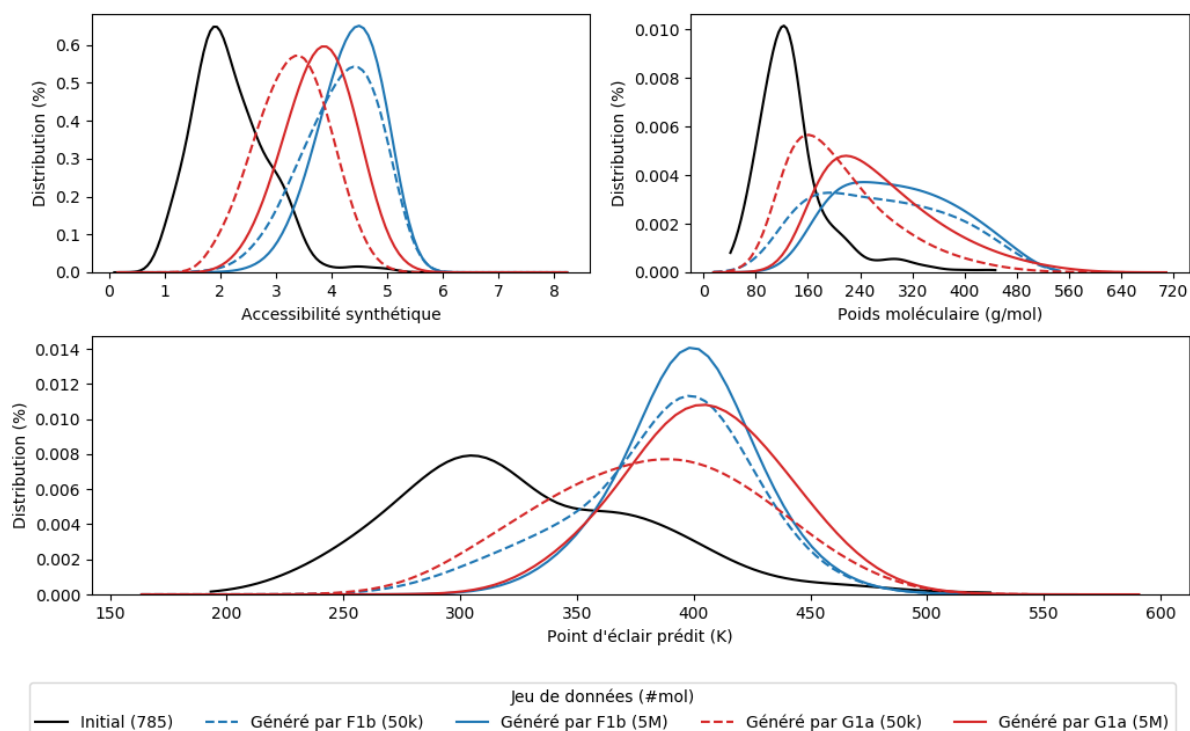 Distribution (%)
0.6
0.5
0.4
0.3
0.2
0.1
0.0
0 1 2 3 4 5 6 7 8
Accessibilité synthétique
Distribution (%)
0.010
0.008
0.006
0.004
0.002
0.000
0 80 160 240 320 400 480 560 640 720
Poids moléculaire (g/mol)
Distribution (%)
0.014
0.012
0.010
0.008
0.006
0.004
0.002
0.000
150 200 250 300 350 400 450 500 550 600
Point d'éclair prédit (K)
Jeu de données (#mol)
Initial (785) Généré par F1b (50k) Généré par F1b (5M) Généré par G1a (50k) Généré par G1a (5M)